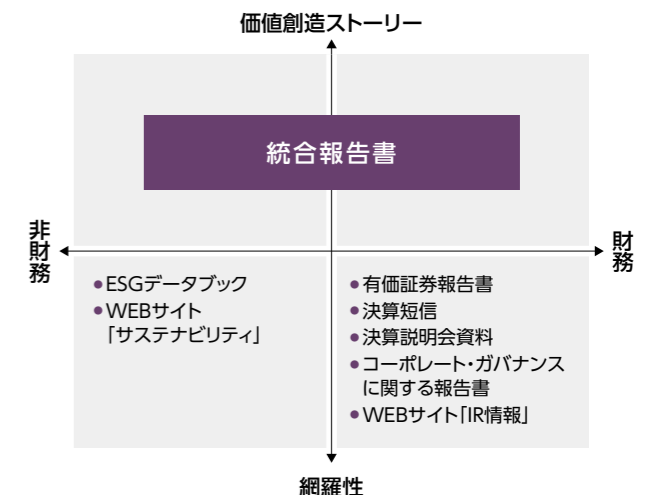 価値創造ストーリー
統合報告書
非財務
財務
●ESGデータブック
●WEBサイト
「サステナビリティ」
●有価証券報告書
●決算短信
●決算説明会資料
●コーポレート・ガバナンス
に関する報告書
●WEBサイト「IR情報」
網羅性